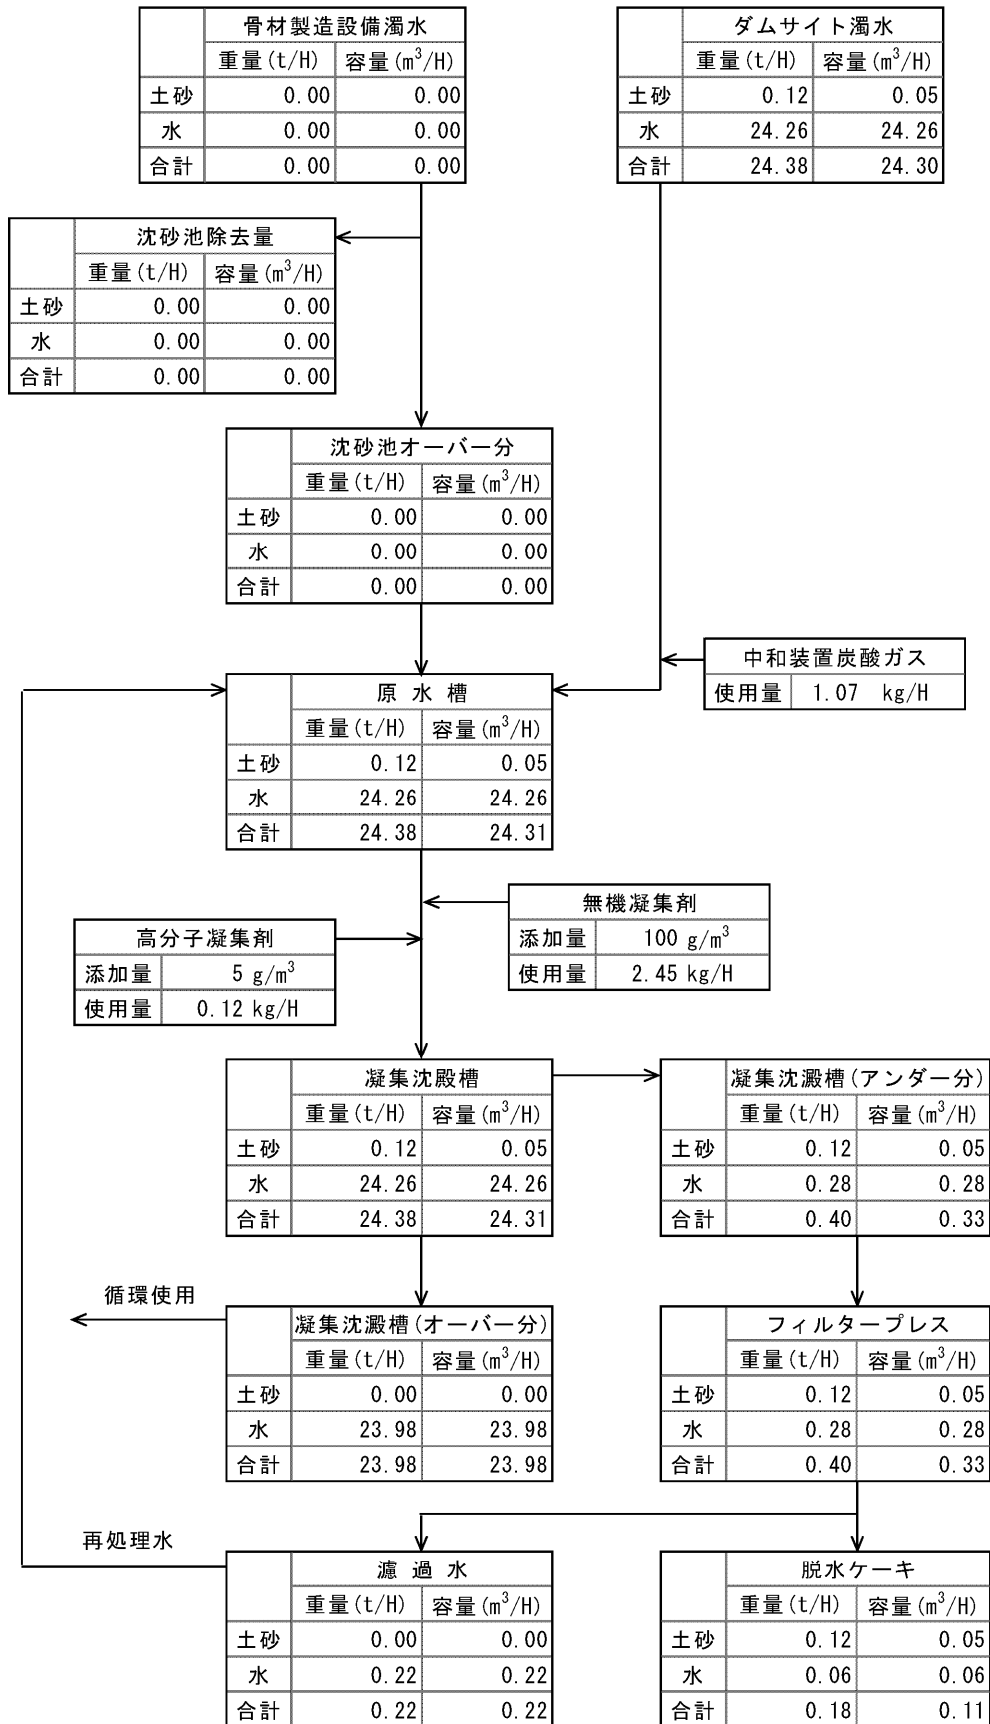 骨材製造設備濁水
重量(t/H) 容量(m³/H)
土砂 0.00 0.00
水 0.00 0.00
合計 0.00 0.00
ダムサイト濁水
重量(t/H) 容量(m³/H)
土砂 0.12 0.05
水 24.26 24.26
合計 24.38 24.30
沈砂池除去量
重量(t/H) 容量(m³/H)
土砂 0.00 0.00
水 0.00 0.00
合計 0.00 0.00
沈砂池オーバー分
重量(t/H) 容量(m³/H)
土砂 0.00 0.00
水 0.00 0.00
合計 0.00 0.00
中和装置炭酸ガス
使用量 1.07 kg/H
原水槽
重量(t/H) 容量(m³/H)
土砂 0.12 0.05
水 24.26 24.26
合計 24.38 24.31
無機凝集剤
添加量 100 g/m³
使用量 2.45 kg/H
高分子凝集剤
添加量 5 g/m³
使用量 0.12 kg/H
凝集沈殿槽
重量(t/H) 容量(m³/H)
土砂 0.12 0.05
水 24.26 24.26
合計 24.38 24.31
凝集沈澱槽(アンダー分)
重量(t/H) 容量(m³/H)
土砂 0.12 0.05
水 0.28 0.28
合計 0.40 0.33
循環使用
凝集沈澱槽(オーバー分)
重量(t/H) 容量(m³/H)
土砂 0.00 0.00
水 23.98 23.98
合計 23.98 23.98
フィルタープレス
重量(t/H) 容量(m³/H)
土砂 0.12 0.05
水 0.28 0.28
合計 0.40 0.33
再処理水
濾過水
重量(t/H) 容量(m³/H)
土砂 0.00 0.00
水 0.22 0.22
合計 0.22 0.22
脱水ケーキ
重量(t/H) 容量(m³/H)
土砂 0.12 0.05
水 0.06 0.06
合計 0.18 0.11